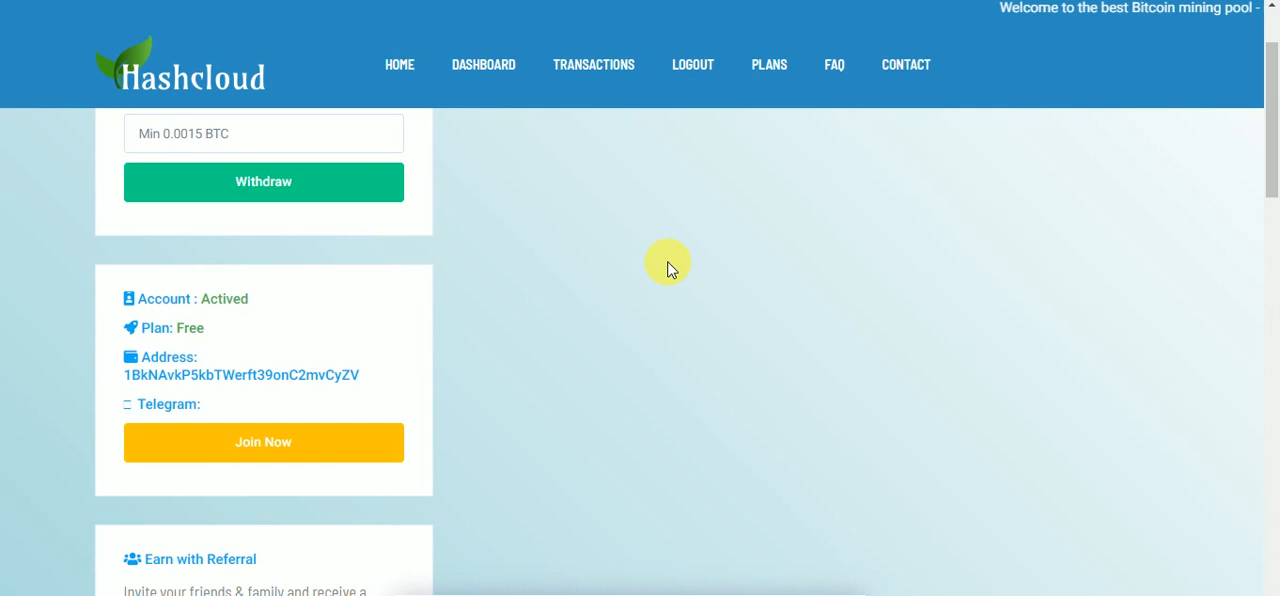 Welcome to the best Bitcoin mining pool -
Hashcloud
HOME DASHBOARD TRANSACTIONS LOGOUT PLANS FAQ CONTACT
Min 0.0015 BTC
Withdraw
Account : Actived
Plan: Free
Address:
1BkNAvkP5kbTWerft39onC2mvCyZV
Telegram:
Join Now
Earn with Referral
Invite your friends & family and receive a